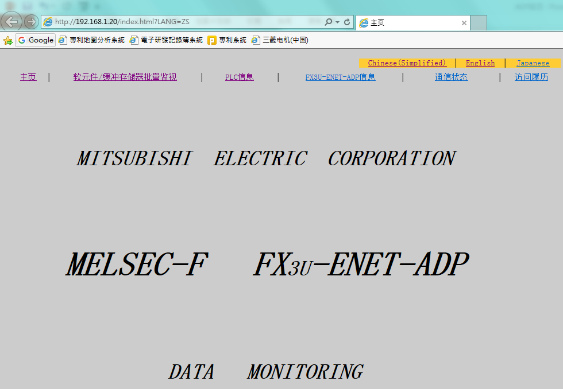 http://192.168.1.20/index.html?LANG=ZS
主页
Google 專利地圖分析系統 電子研發記錄簿系統 專利系統 三菱电机(中国)
Chinese(Simplified) | English | Japanese
主页 | 软元件/缓冲存储器批量监视 | PLC信息 | FX3U-ENET-ADP信息 | 通信状态 | 访问履历
MITSUBISHI ELECTRIC CORPORATION
MELSEC-F FX3U-ENET-ADP
DATA MONITORING